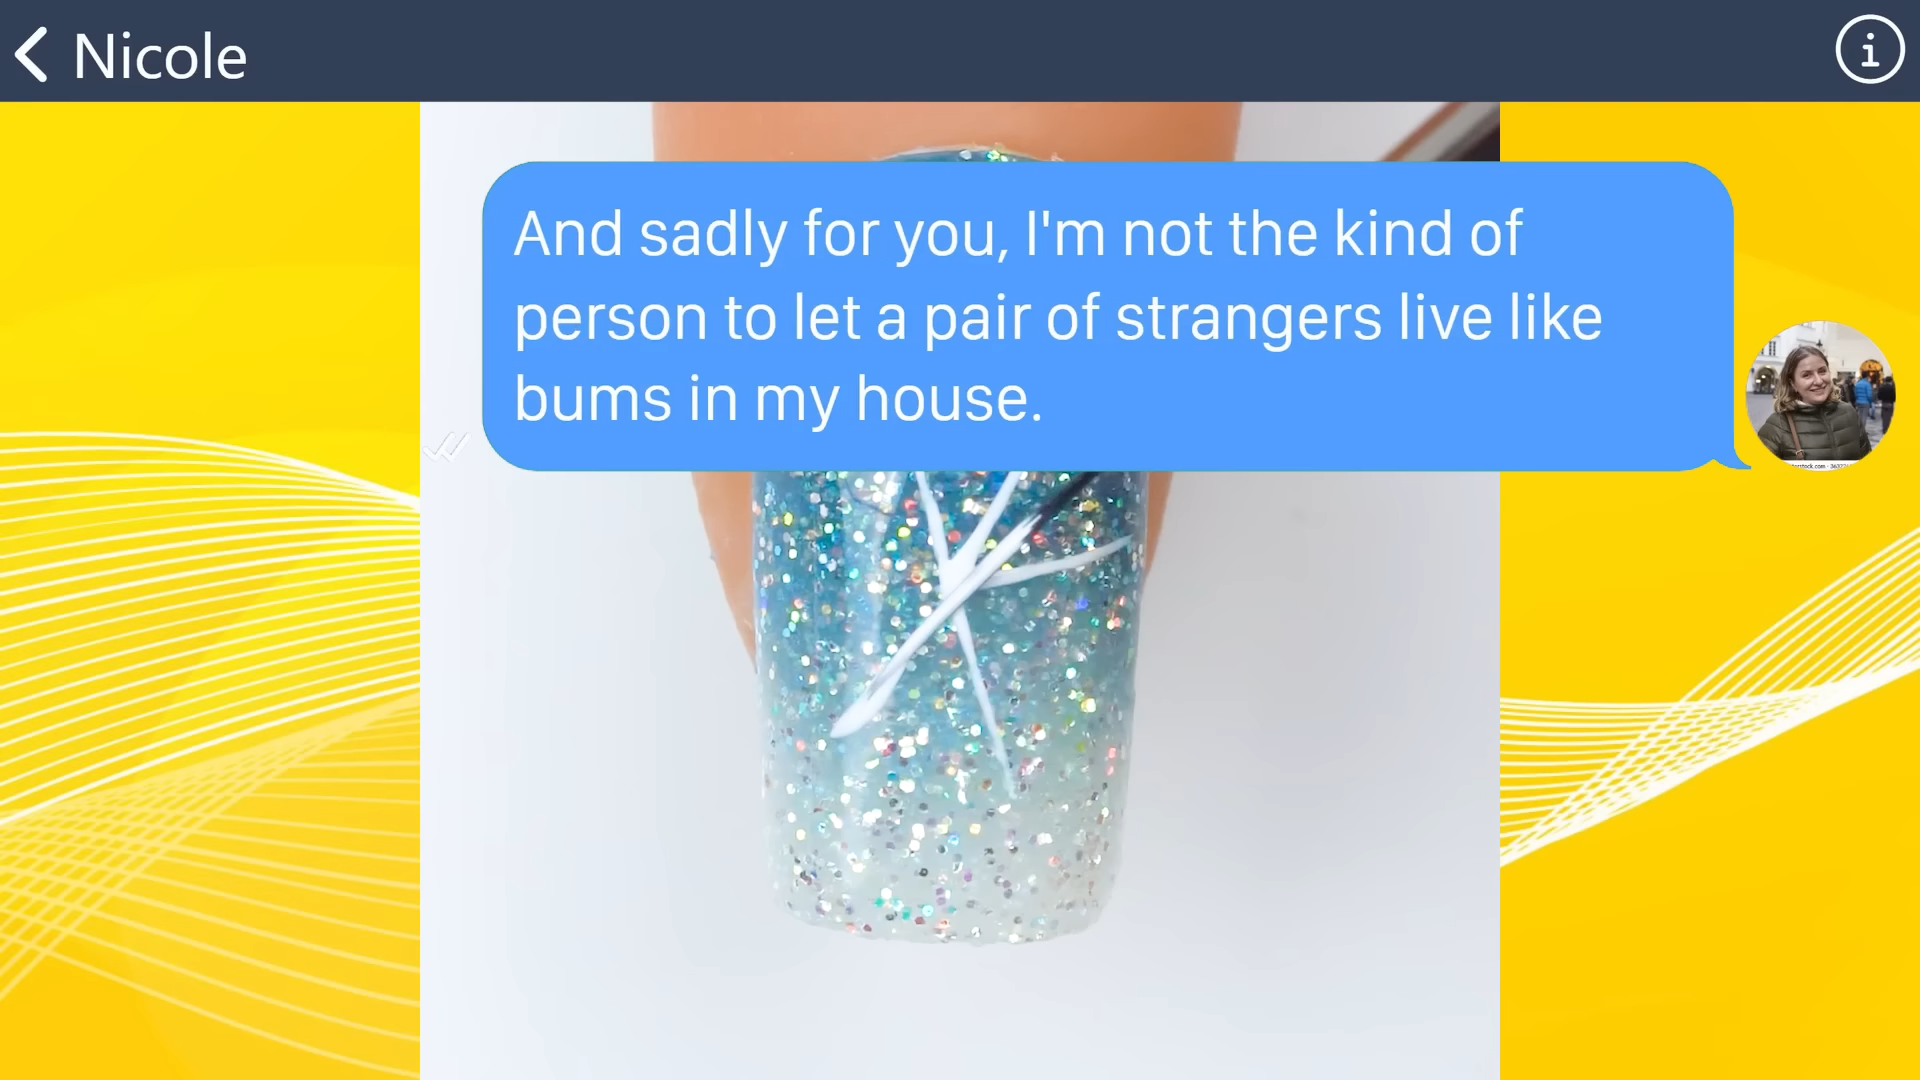 Nicole
And sadly for you, I'm not the kind of
person to let a pair of strangers live like
bums in my house.